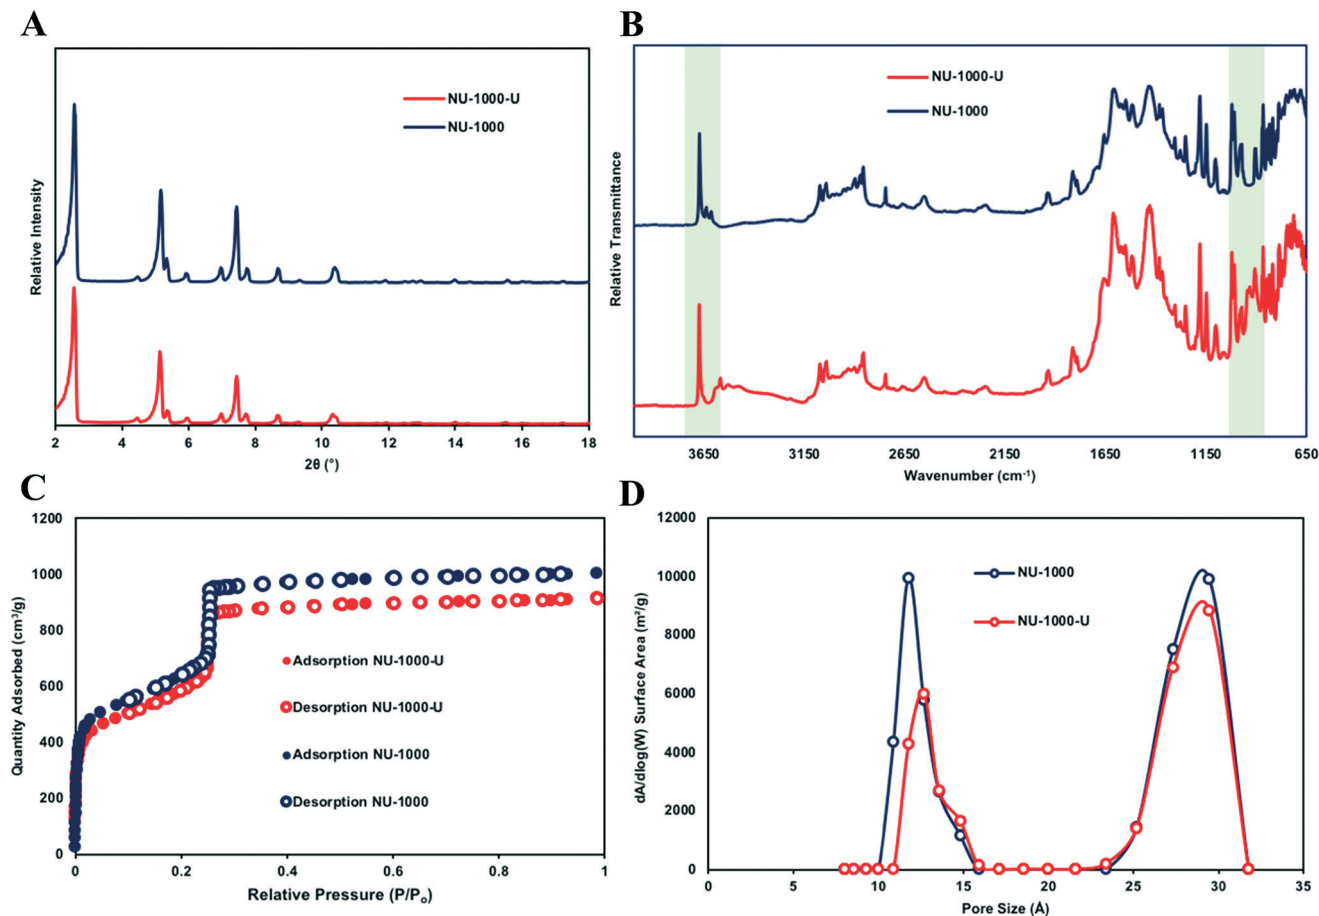 A
NU-1000-U
NU-1000
Relative Intensity
2 4 6 8 10 12 14 16 18
2θ (°)
B
NU-1000-U
NU-1000
Relative Transmittance
3650 3150 2650 2150 1650 1150 650
Wavenumber (cm⁻¹)
C
1200
1000
800
600
400
200
0
Quantity Adsorbed (cm³/g)
Adsorption NU-1000-U
Desorption NU-1000-U
Adsorption NU-1000
Desorption NU-1000
0 0.2 0.4 0.6 0.8 1
Relative Pressure (P/Pₒ)
D
12000
10000
8000
6000
4000
2000
0
dA/dlog(W) Surface Area (m²/g)
NU-1000
NU-1000-U
0 5 10 15 20 25 30 35
Pore Size (Å)